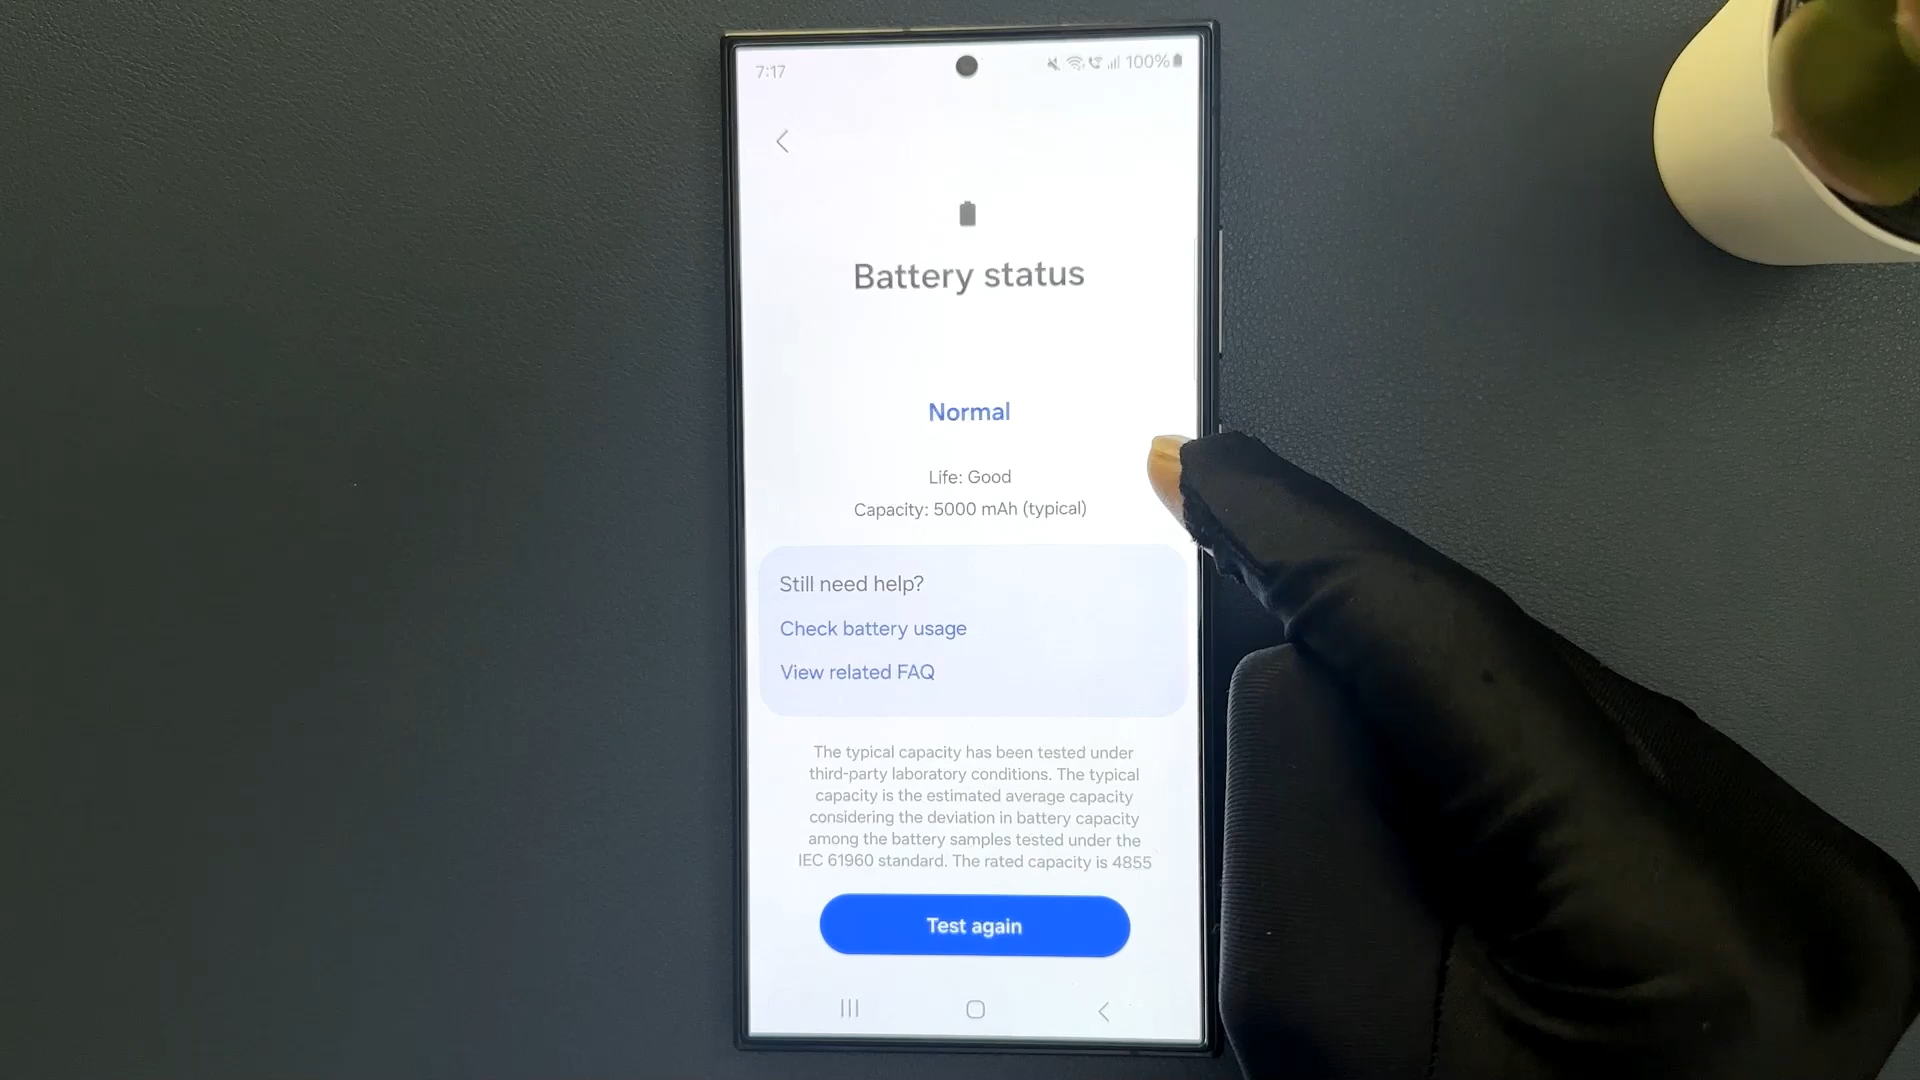 7:17
100%
Battery status
Normal
Life: Good
Capacity: 5000 mAh (typical)
Still need help?
Check battery usage
View related FAQ
The typical capacity has been tested under
third-party laboratory conditions. The typical
capacity is the estimated average capacity
considering the deviation in battery capacity
among the battery samples tested under the
IEC 61960 standard. The rated capacity is 4855
Test again